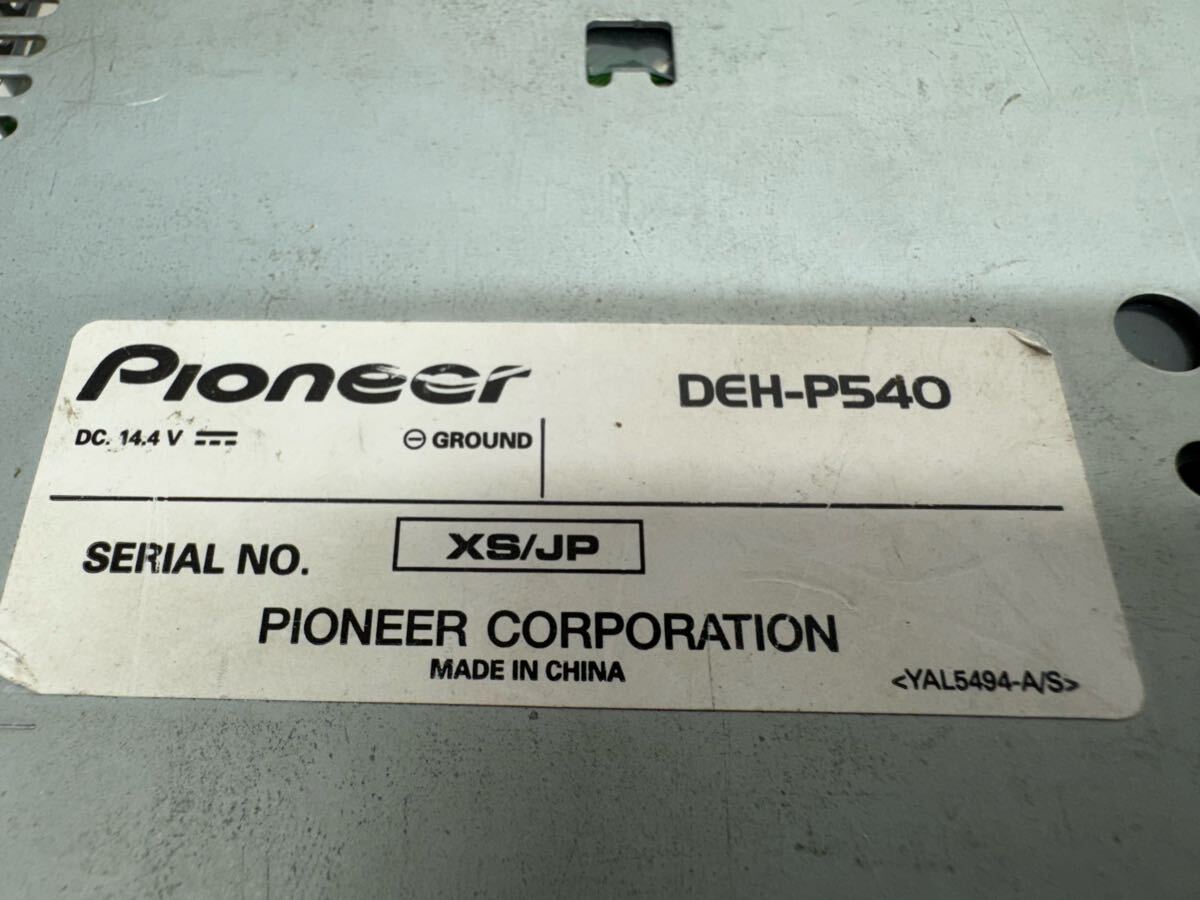 Pioneer
DEH-P540
DC. 14.4 V
⊖ GROUND
SERIAL NO.
XS/JP
PIONEER CORPORATION
MADE IN CHINA
<YAL5494-A/S>